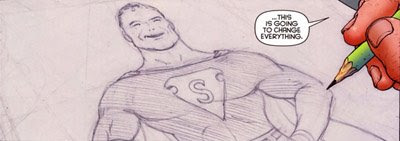 ...THIS
IS GOING
TO CHANGE
EVERYTHING.
S